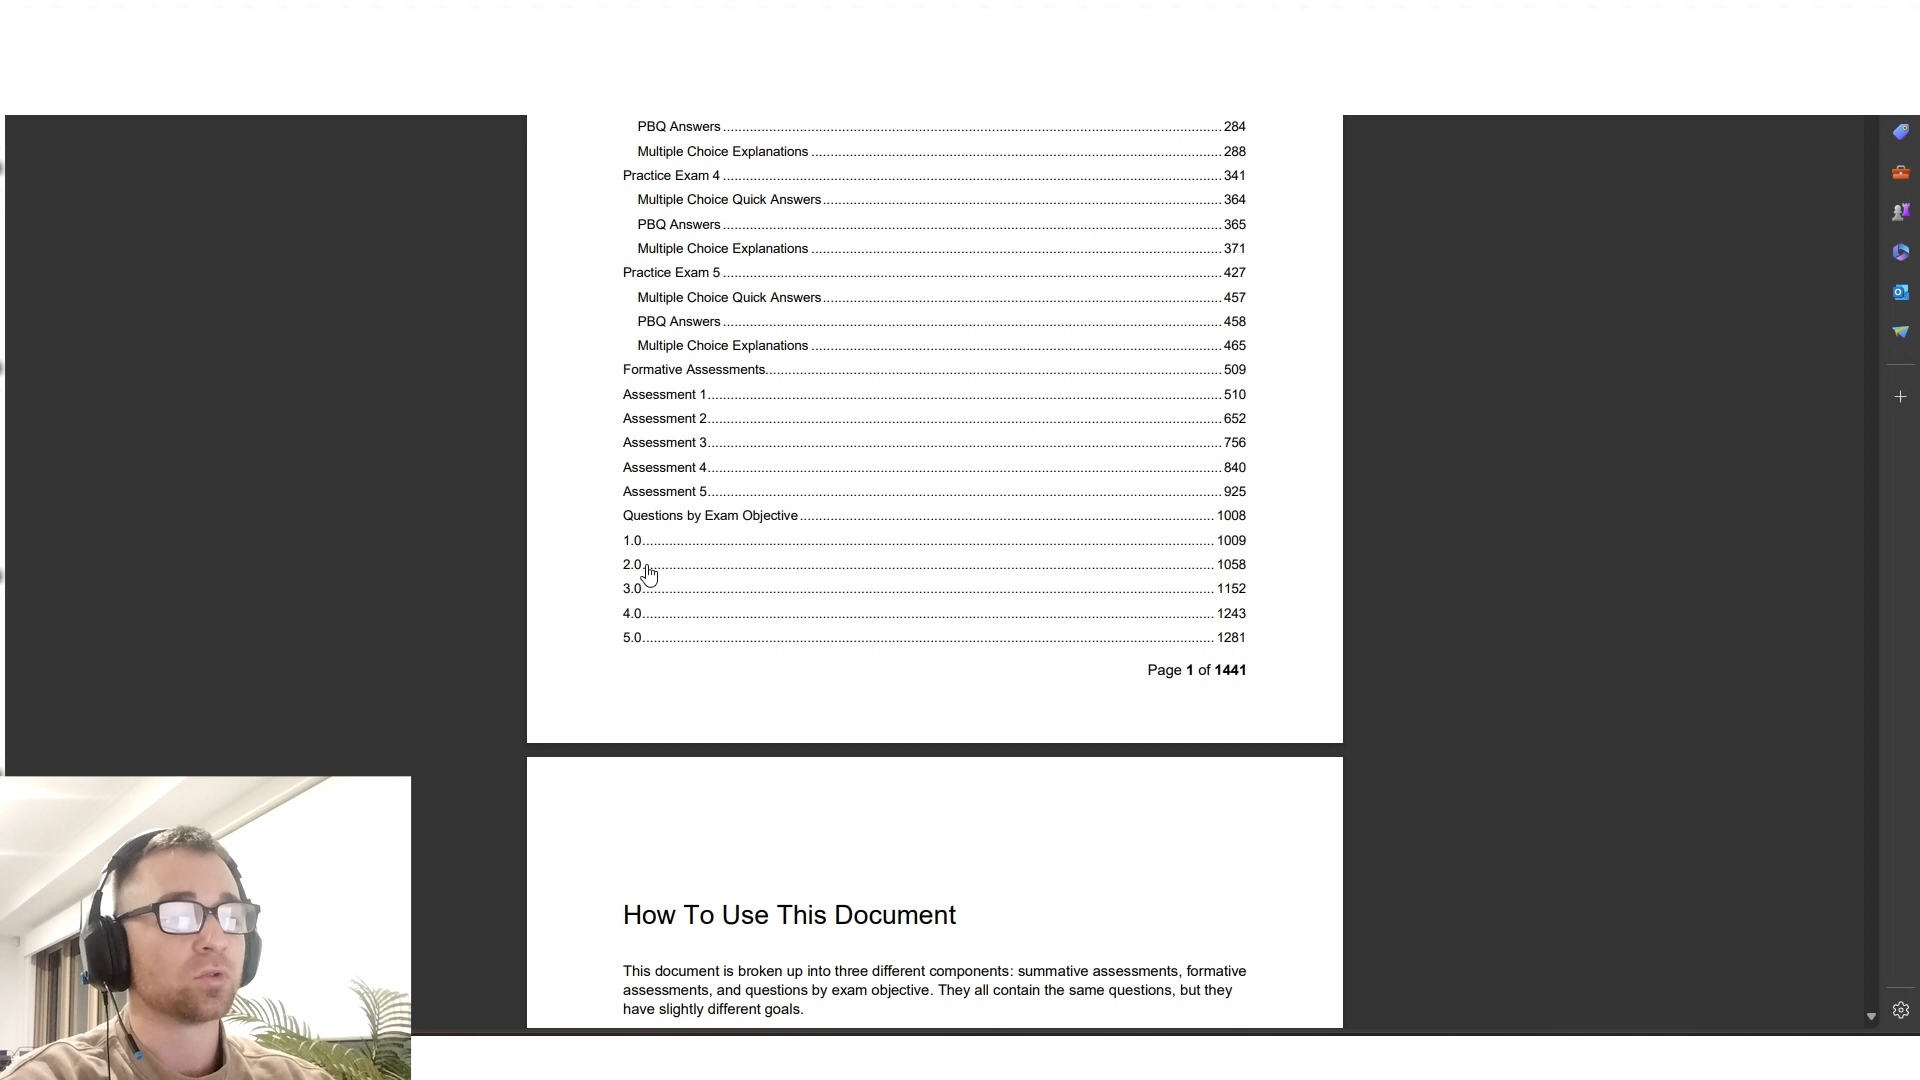 PBQ Answers 284
Multiple Choice Explanations 288
Practice Exam 4 341
Multiple Choice Quick Answers 364
PBQ Answers 365
Multiple Choice Explanations 371
Practice Exam 5 427
Multiple Choice Quick Answers 457
PBQ Answers 458
Multiple Choice Explanations 465
Formative Assessments 509
Assessment 1 510
Assessment 2 652
Assessment 3 756
Assessment 4 840
Assessment 5 925
Questions by Exam Objective 1008
1.0 1009
2.0 1058
3.0 1152
4.0 1243
5.0 1281
Page 1 of 1441
How To Use This Document
This document is broken up into three different components: summative assessments, formative
assessments, and questions by exam objective. They all contain the same questions, but they
have slightly different goals.